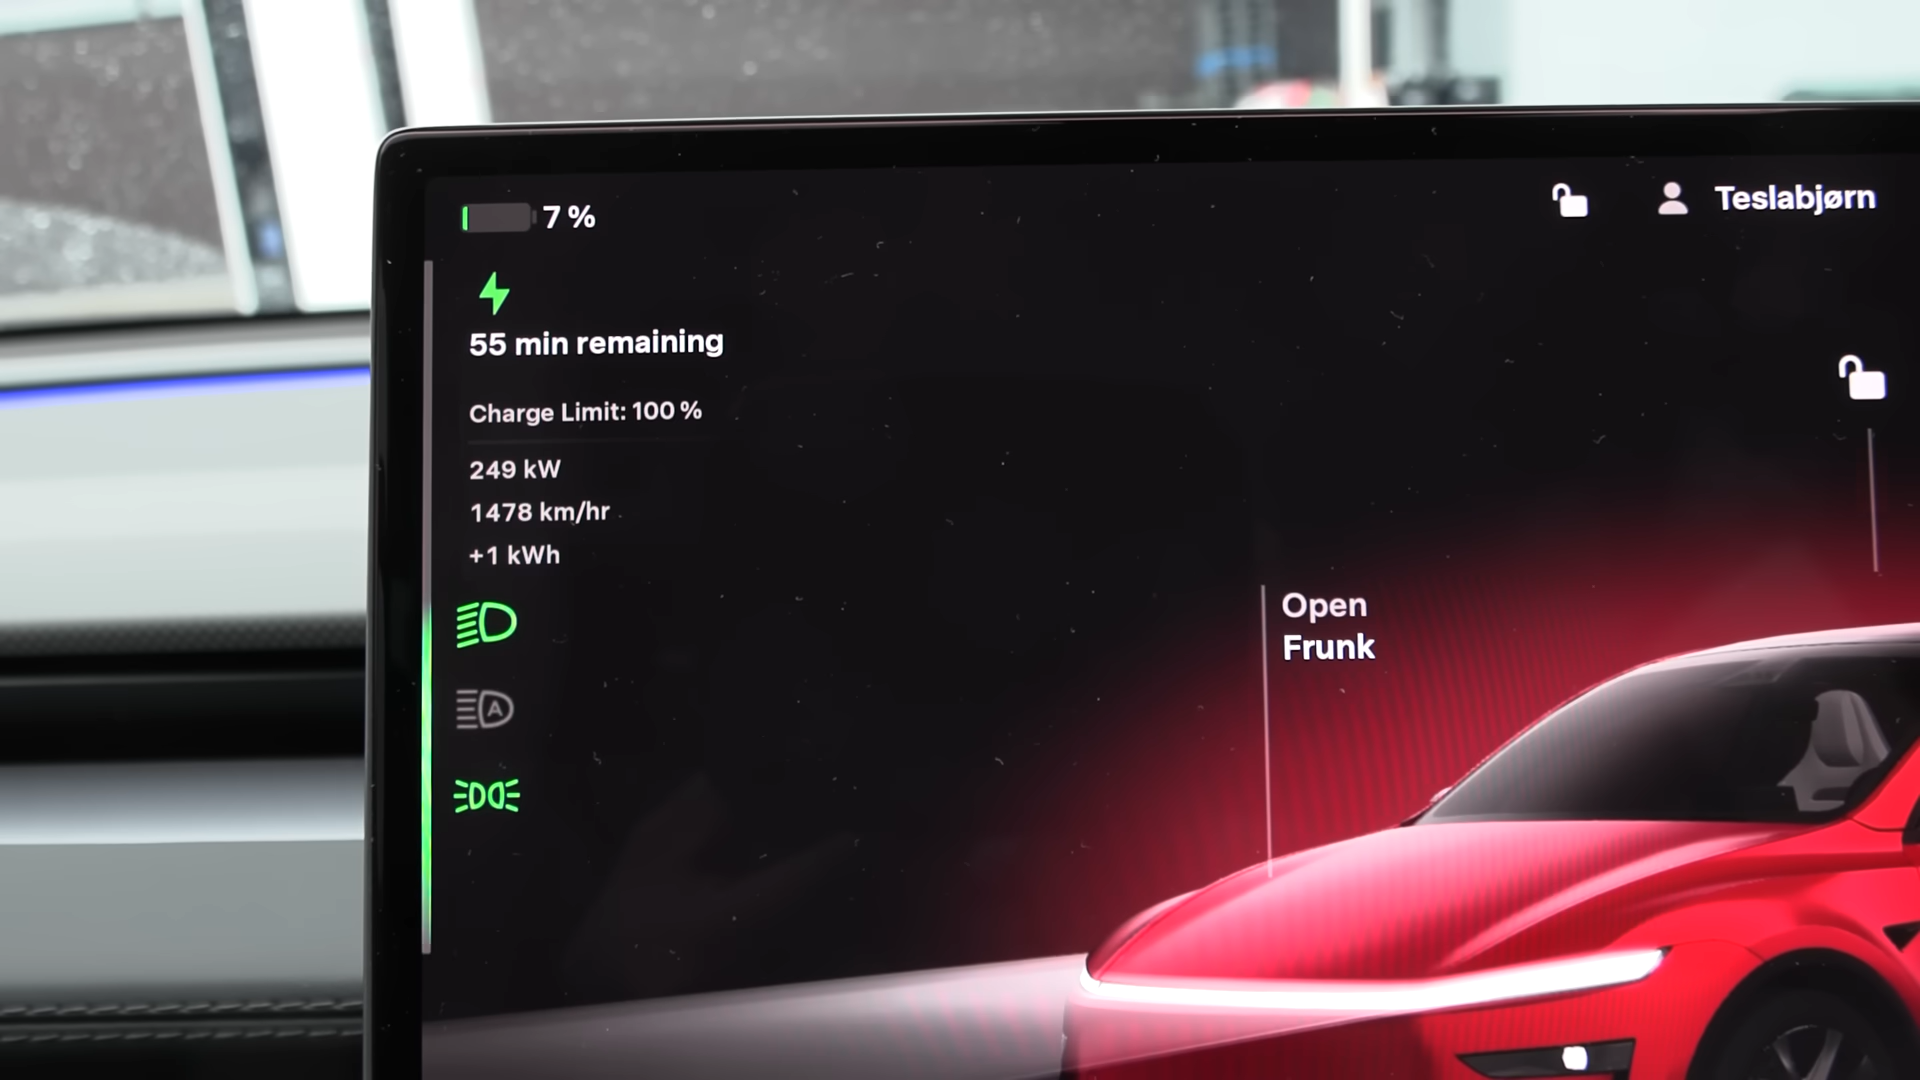 7 %
Teslabjørn
55 min remaining
Charge Limit: 100 %
249 kW
1478 km/hr
+1 kWh
Open
Frunk
A